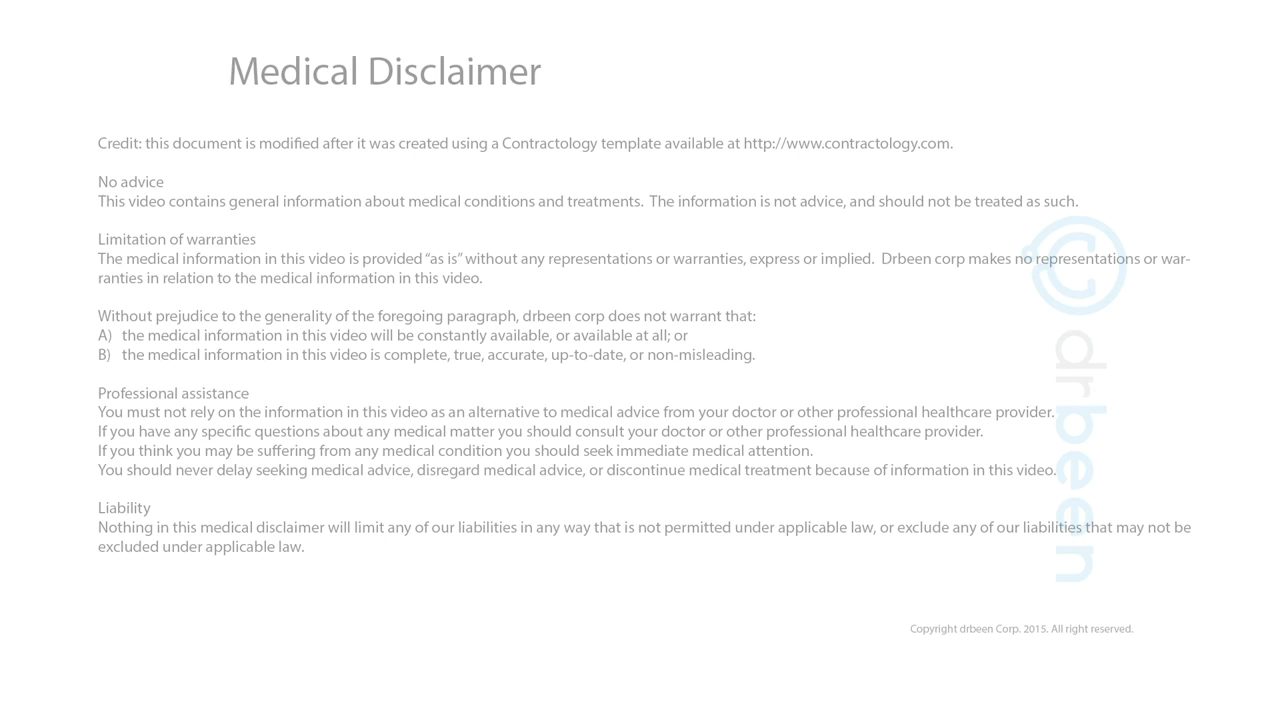 Medical Disclaimer
Credit: this document is modified after it was created using a Contractology template available at http://www.contractology.com.
No advice
This video contains general information about medical conditions and treatments.  The information is not advice, and should not be treated as such.
Limitation of warranties
The medical information in this video is provided “as is” without any representations or warranties, express or implied.  Drbeen corp makes no representations or war-
ranties in relation to the medical information in this video.
Without prejudice to the generality of the foregoing paragraph, drbeen corp does not warrant that:
A)  the medical information in this video will be constantly available, or available at all; or
B)  the medical information in this video is complete, true, accurate, up-to-date, or non-misleading.
Professional assistance
You must not rely on the information in this video as an alternative to medical advice from your doctor or other professional healthcare provider.
If you have any specific questions about any medical matter you should consult your doctor or other professional healthcare provider.
If you think you may be suffering from any medical condition you should seek immediate medical attention.
You should never delay seeking medical advice, disregard medical advice, or discontinue medical treatment because of information in this video.
Liability
Nothing in this medical disclaimer will limit any of our liabilities in any way that is not permitted under applicable law, or exclude any of our liabilities that may not be
excluded under applicable law.
© drbeen
Copyright drbeen Corp. 2015. All right reserved.